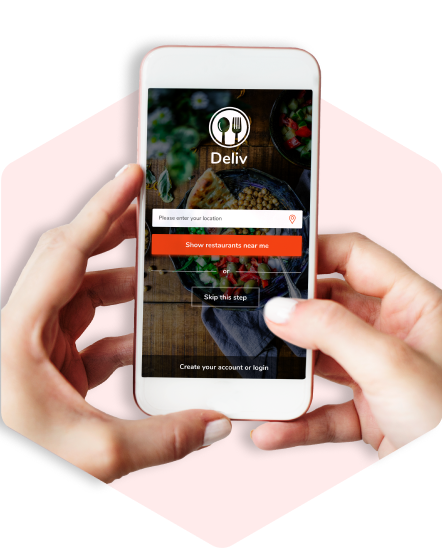 Deliv
Please enter your location
Show restaurants near me
or
Skip this step
Create your account or login